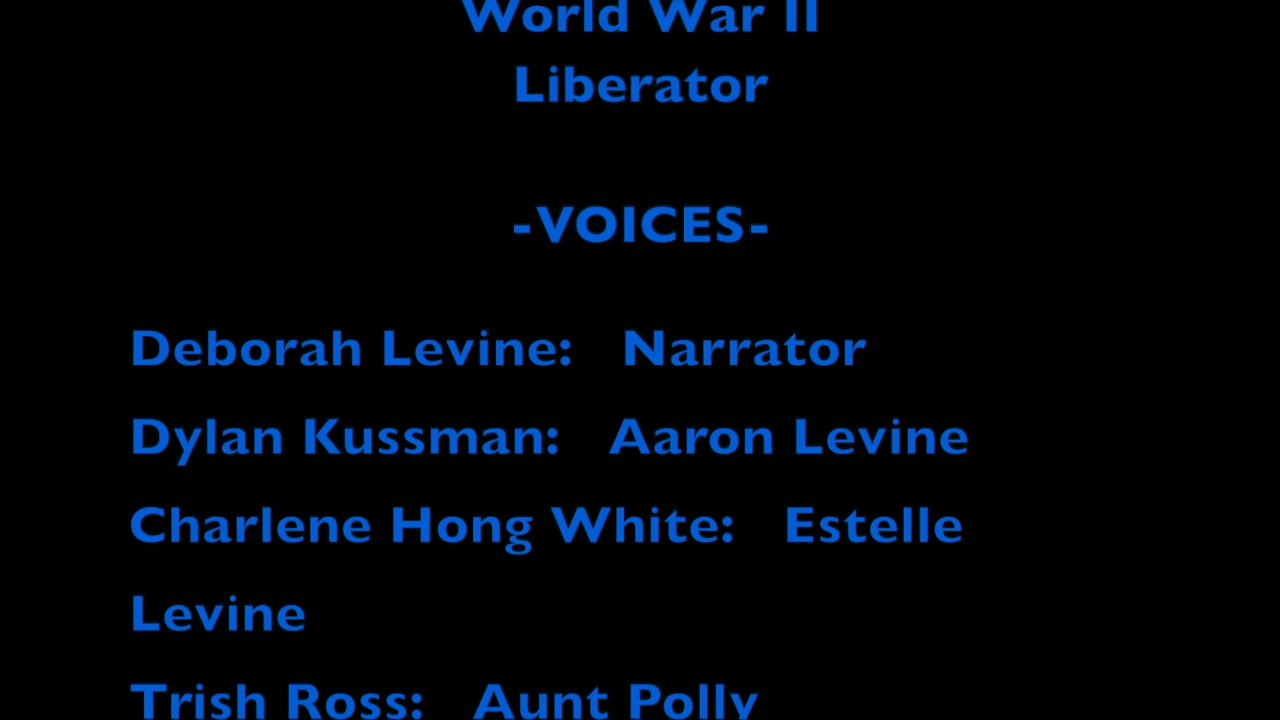 World War II
Liberator
-VOICES-
Deborah Levine: Narrator
Dylan Kussman: Aaron Levine
Charlene Hong White: Estelle
Levine
Trish Ross: Aunt Polly